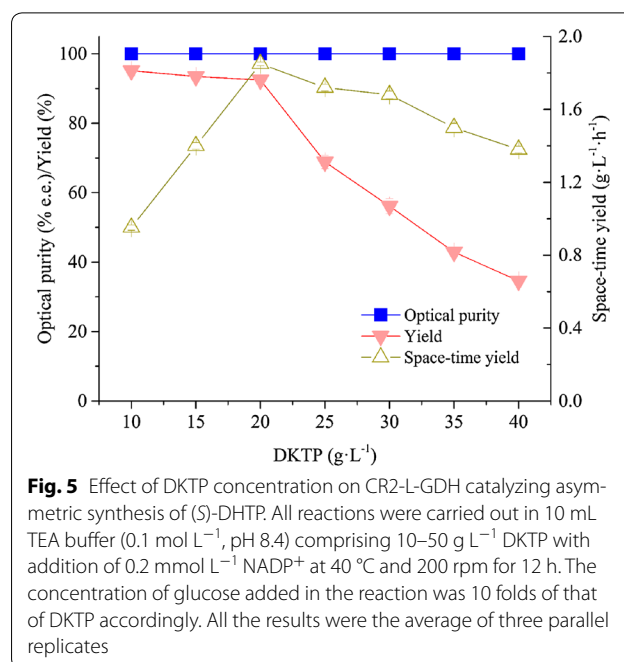 100
80
60
40
20
0
Optical purity (% e.e.)/Yield (%)
2.0
1.6
1.2
0.8
0.4
0.0
Space-time yield (g·L⁻¹·h⁻¹)
Optical purity
Yield
Space-time yield
10 15 20 25 30 35 40
DKTP (g·L⁻¹)
Fig. 5 Effect of DKTP concentration on CR2-L-GDH catalyzing asym-
metric synthesis of (S)-DHTP. All reactions were carried out in 10 mL
TEA buffer (0.1 mol L⁻¹, pH 8.4) comprising 10–50 g L⁻¹ DKTP with
addition of 0.2 mmol L⁻¹ NADP⁺ at 40 °C and 200 rpm for 12 h. The
concentration of glucose added in the reaction was 10 folds of that
of DKTP accordingly. All the results were the average of three parallel
replicates